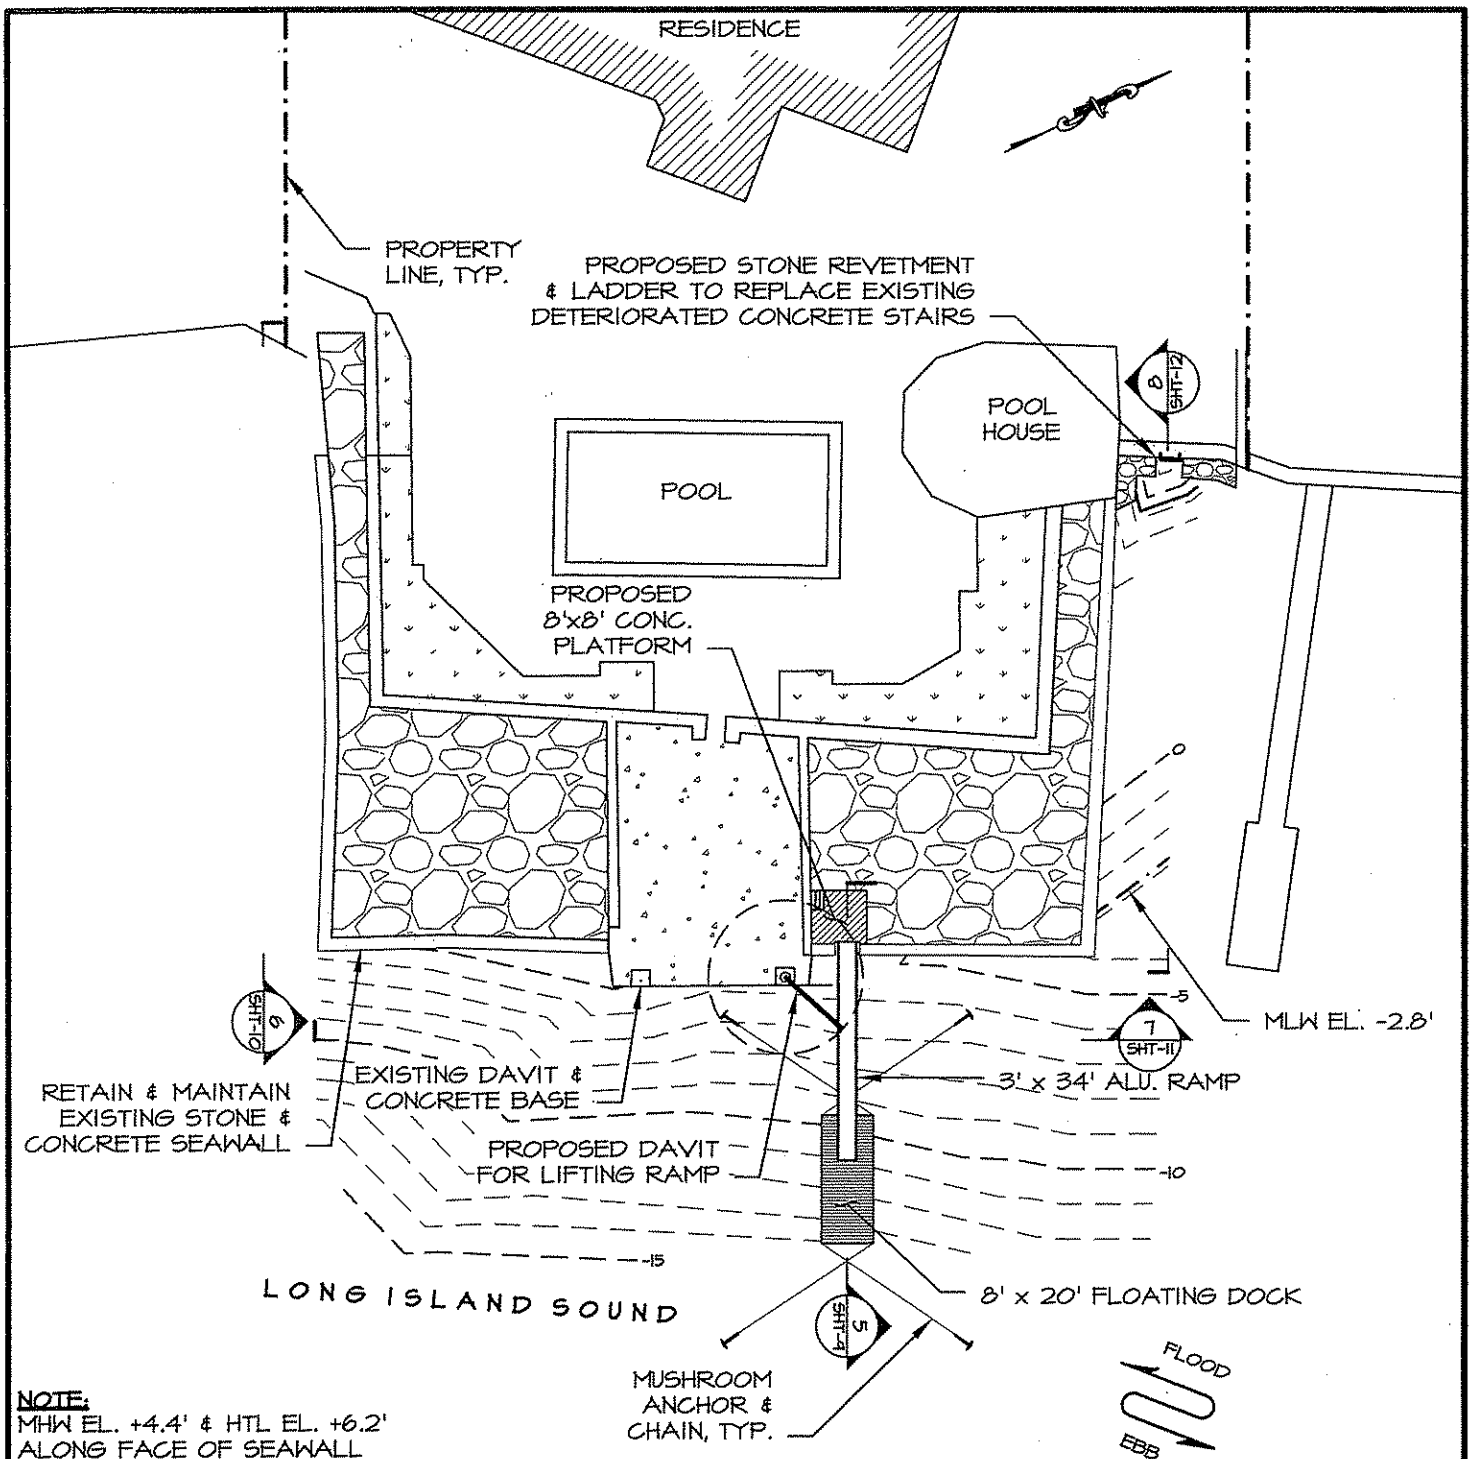 RESIDENCE
PROPERTY
LINE, TYP.
PROPOSED STONE REVETMENT
& LADDER TO REPLACE EXISTING
DETERIORATED CONCRETE STAIRS
8
SHT-12
POOL
HOUSE
POOL
PROPOSED
8'x8' CONC.
PLATFORM
0
7
-5
6
SHT-10
7
SHT-11
MLW EL. -2.8'
RETAIN & MAINTAIN
EXISTING STONE &
CONCRETE SEAWALL
EXISTING DAVIT &
CONCRETE BASE
3' x 34' ALU. RAMP
PROPOSED DAVIT
FOR LIFTING RAMP
-10
-15
LONG ISLAND SOUND
8' x 20' FLOATING DOCK
5
SHT-9
MUSHROOM
ANCHOR &
CHAIN, TYP.
FLOOD
EBB
NOTE:
MHW EL. +4.4' & HTL EL. +6.2'
ALONG FACE OF SEAWALL